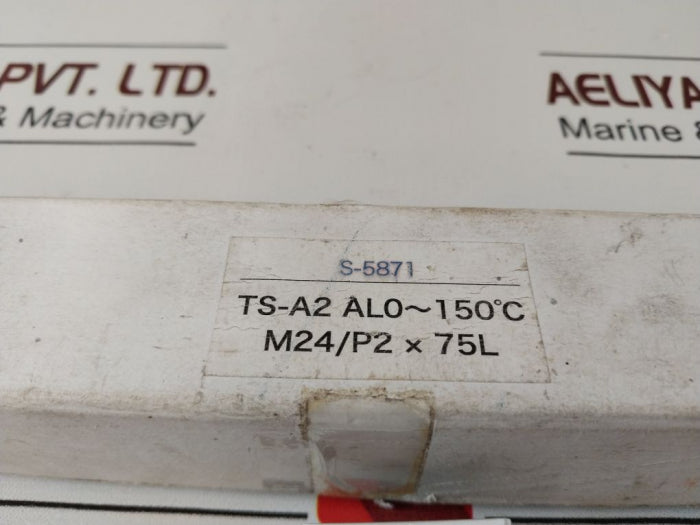 PVT. LTD.
& Machinery
AELIYA
Marine &
S-5871
TS-A2 AL0~150°C
M24/P2 × 75L